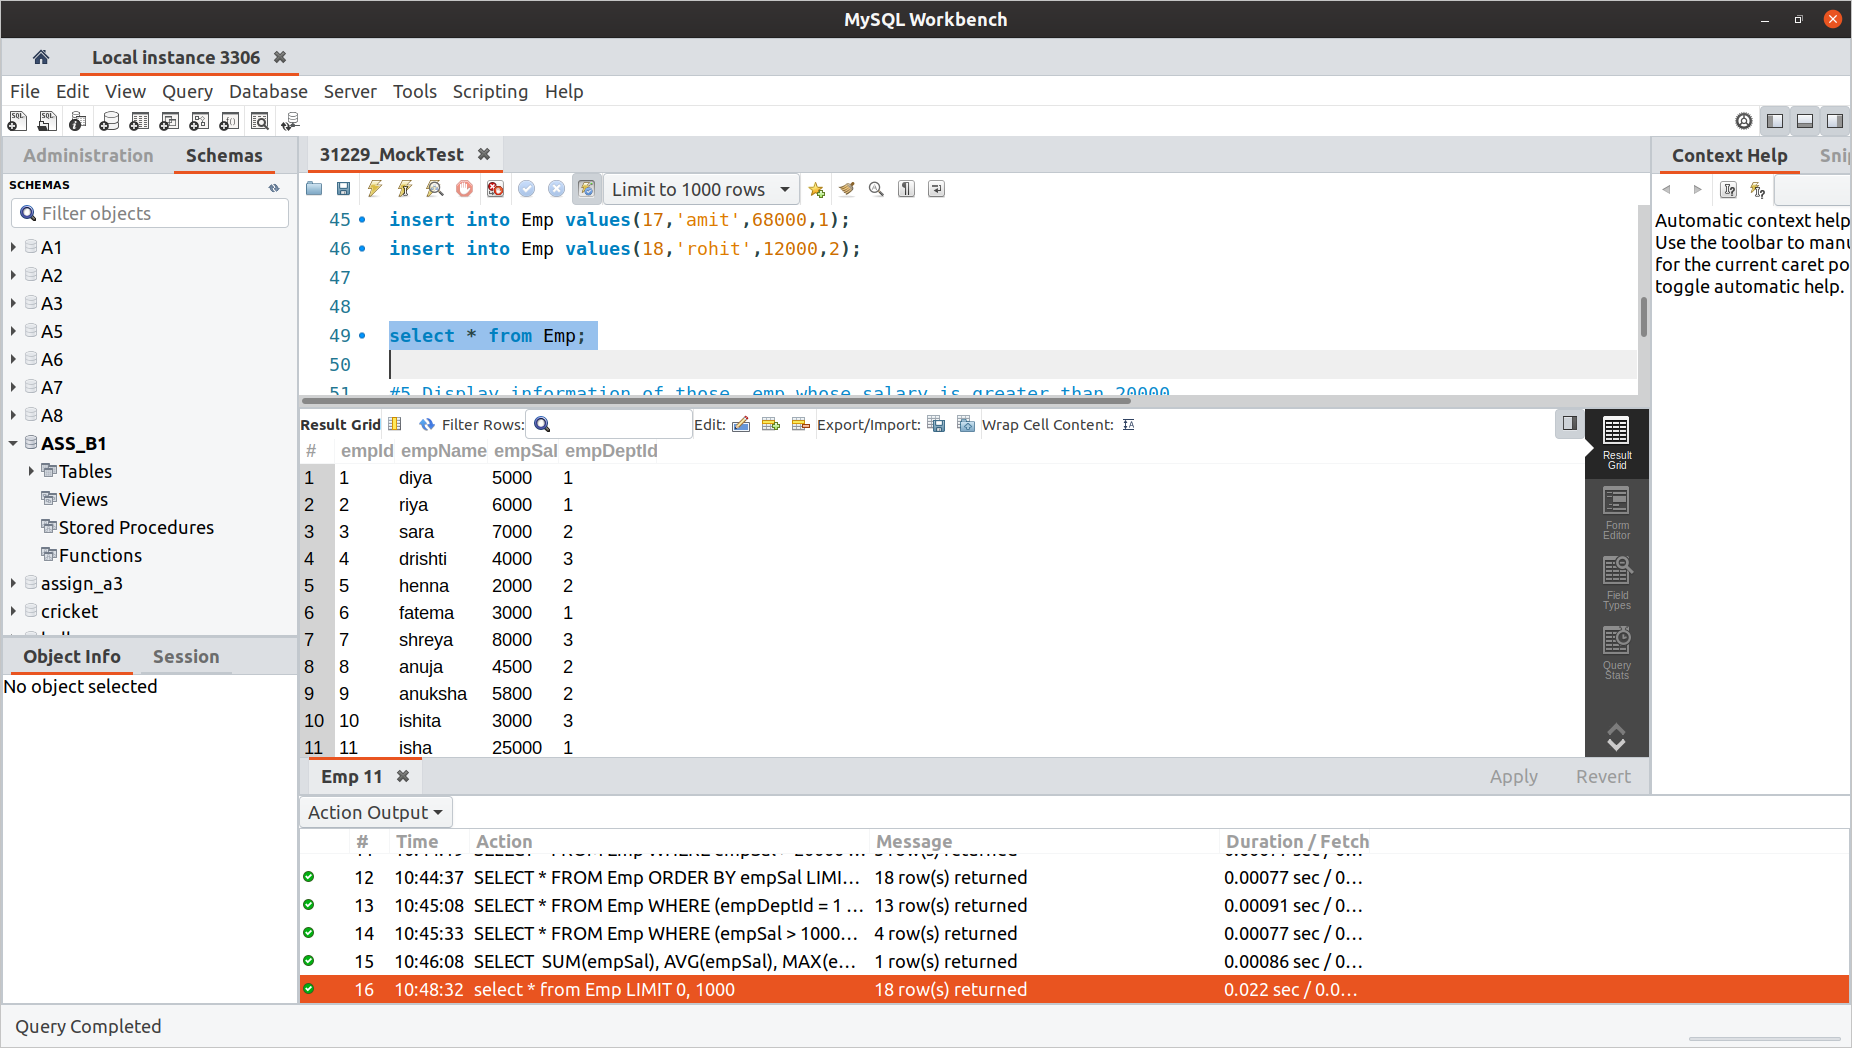 MySQL Workbench
Local instance 3306
File Edit View Query Database Server Tools Scripting Help
Administration Schemas
31229_MockTest
Context Help
SCHEMAS
Filter objects
Limit to 1000 rows
A1
A2
A3
A5
A6
A7
A8
ASS_B1
Tables
Views
Stored Procedures
Functions
assign_a3
cricket
45 insert into Emp values(17,'amit',68000,1);
46 insert into Emp values(18,'rohit',12000,2);
47
48
49 select * from Emp;
50
51 #5 Display information of those emp whose salary is greater than 20000
Automatic context help
Use the toolbar to
for the current caret
toggle automatic help.
Result Grid Filter Rows: Edit: Export/Import: Wrap Cell Content:
# empId empName empSal empDeptId
1 1 diya 5000 1
2 2 riya 6000 1
3 3 sara 7000 2
4 4 drishti 4000 3
5 5 henna 2000 2
6 6 fatema 3000 1
7 7 shreya 8000 3
8 8 anuja 4500 2
9 9 anuksha 5800 2
10 10 ishita 3000 3
11 11 isha 25000 1
Result
Grid
Form
Editor
Field
Types
Query
Stats
Object Info Session
No object selected
Emp 11
Apply Revert
Action Output
# Time Action Message Duration / Fetch
12 10:44:37 SELECT * FROM Emp ORDER BY empSal LIMI... 18 row(s) returned 0.00077 sec / 0...
13 10:45:08 SELECT * FROM Emp WHERE (empDeptId = 1 ... 13 row(s) returned 0.00091 sec / 0...
14 10:45:33 SELECT * FROM Emp WHERE (empSal > 1000... 4 row(s) returned 0.00077 sec / 0...
15 10:46:08 SELECT SUM(empSal), AVG(empSal), MAX(e... 1 row(s) returned 0.00086 sec / 0...
16 10:48:32 select * from Emp LIMIT 0, 1000 18 row(s) returned 0.022 sec / 0.0...
Query Completed